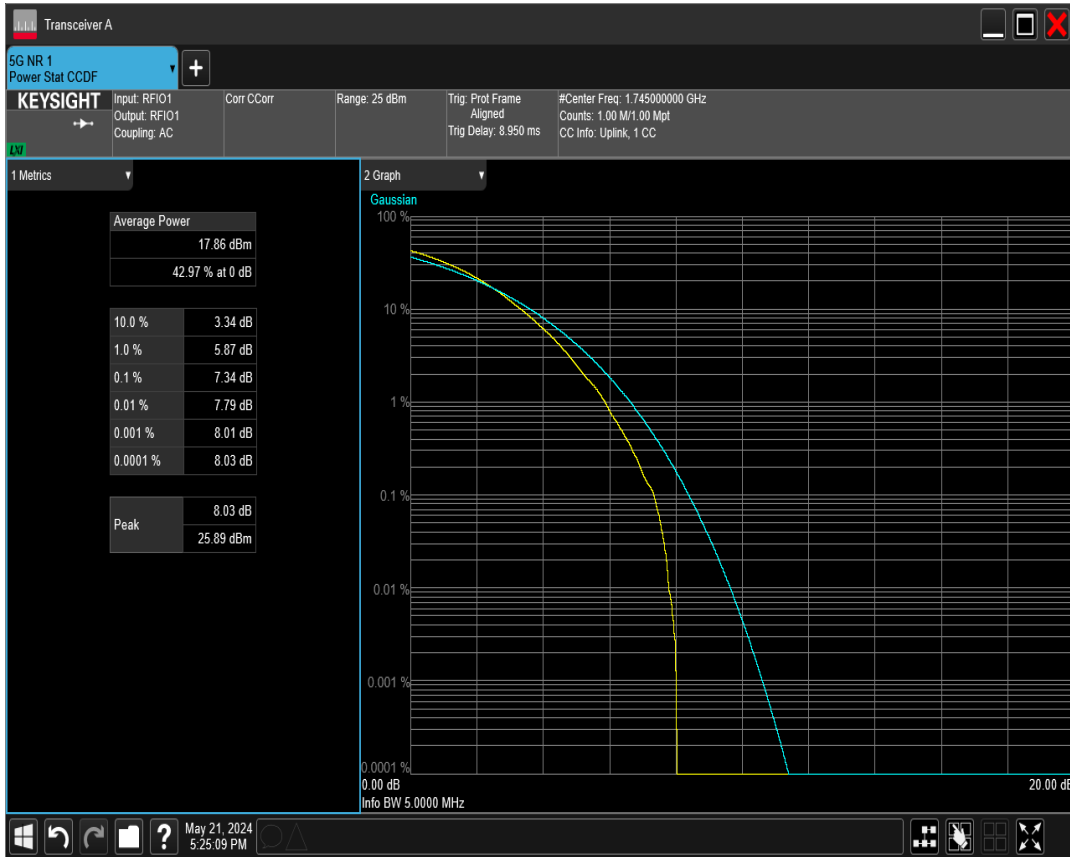 Transceiver A
5G NR 1
Power Stat CCDF
KEYSIGHT
LXI
Input: RFIO1
Output: RFIO1
Coupling: AC
Corr CCorr
Range: 25 dBm
Trig: Prot Frame
Aligned
Trig Delay: 8.950 ms
#Center Freq: 1.745000000 GHz
Counts: 1.00 M/1.00 Mpt
CC Info: Uplink, 1 CC
1 Metrics
Average Power
17.86 dBm
42.97 % at 0 dB
10.0 % 3.34 dB
1.0 % 5.87 dB
0.1 % 7.34 dB
0.01 % 7.79 dB
0.001 % 8.01 dB
0.0001 % 8.03 dB
Peak 8.03 dB
25.89 dBm
2 Graph
Gaussian
100 %
10 %
1 %
0.1 %
0.01 %
0.001 %
0.0001 %
0.00 dB 20.00 dB
Info BW 5.0000 MHz
?
May 21, 2024
5:25:09 PM